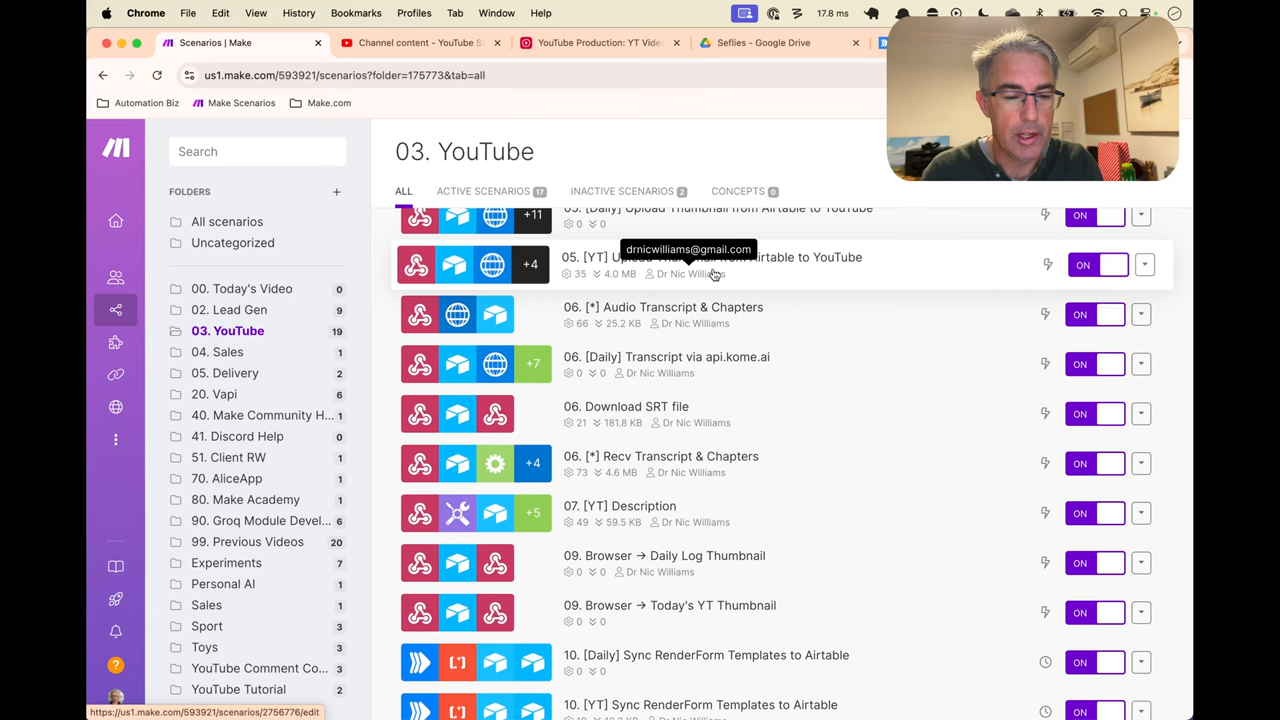 Chrome File Edit View History Bookmarks Profiles Tab Window Help 17.8 ms
Scenarios | Make
Channel content - YouTube S
YouTube Production: YT Vide
Seflies - Google Drive
us1.make.com/593921/scenarios?folder=175773&tab=all
Automation Biz Make Scenarios Make.com
Search
FOLDERS +
All scenarios
Uncategorized
00. Today's Video 0
02. Lead Gen 9
03. YouTube 19
04. Sales 1
05. Delivery 2
20. Vapi 6
40. Make Community H... 1
41. Discord Help 0
51. Client RW 1
70. AliceApp 1
80. Make Academy 1
90. Groq Module Devel... 6
99. Previous Videos 20
Experiments 7
Personal AI 1
Sales 1
Sport 3
Toys 3
YouTube Comment Co... 3
YouTube Tutorial 2
03. YouTube
ALL ACTIVE SCENARIOS 17 INACTIVE SCENARIOS 2 CONCEPTS 0
+11 05. [Daily] Upload Thumbnail from Airtable to YouTube ON
0 0
drnicwilliams@gmail.com
+4 05. [YT] Upload Thumbnail from Airtable to YouTube ON
35 4.0 MB Dr Nic Williams
06. [*] Audio Transcript & Chapters ON
66 25.2 KB Dr Nic Williams
+7 06. [Daily] Transcript via api.kome.ai ON
0 0 Dr Nic Williams
06. Download SRT file ON
21 181.8 KB Dr Nic Williams
+4 06. [*] Recv Transcript & Chapters ON
73 4.6 MB Dr Nic Williams
+5 07. [YT] Description ON
49 59.5 KB Dr Nic Williams
09. Browser → Daily Log Thumbnail ON
0 0 Dr Nic Williams
09. Browser → Today's YT Thumbnail ON
0 0
10. [Daily] Sync RenderForm Templates to Airtable ON
0 0
10. [YT] Sync RenderForm Templates to Airtable ON
https://us1.make.com/593921/scenarios/2756776/edit